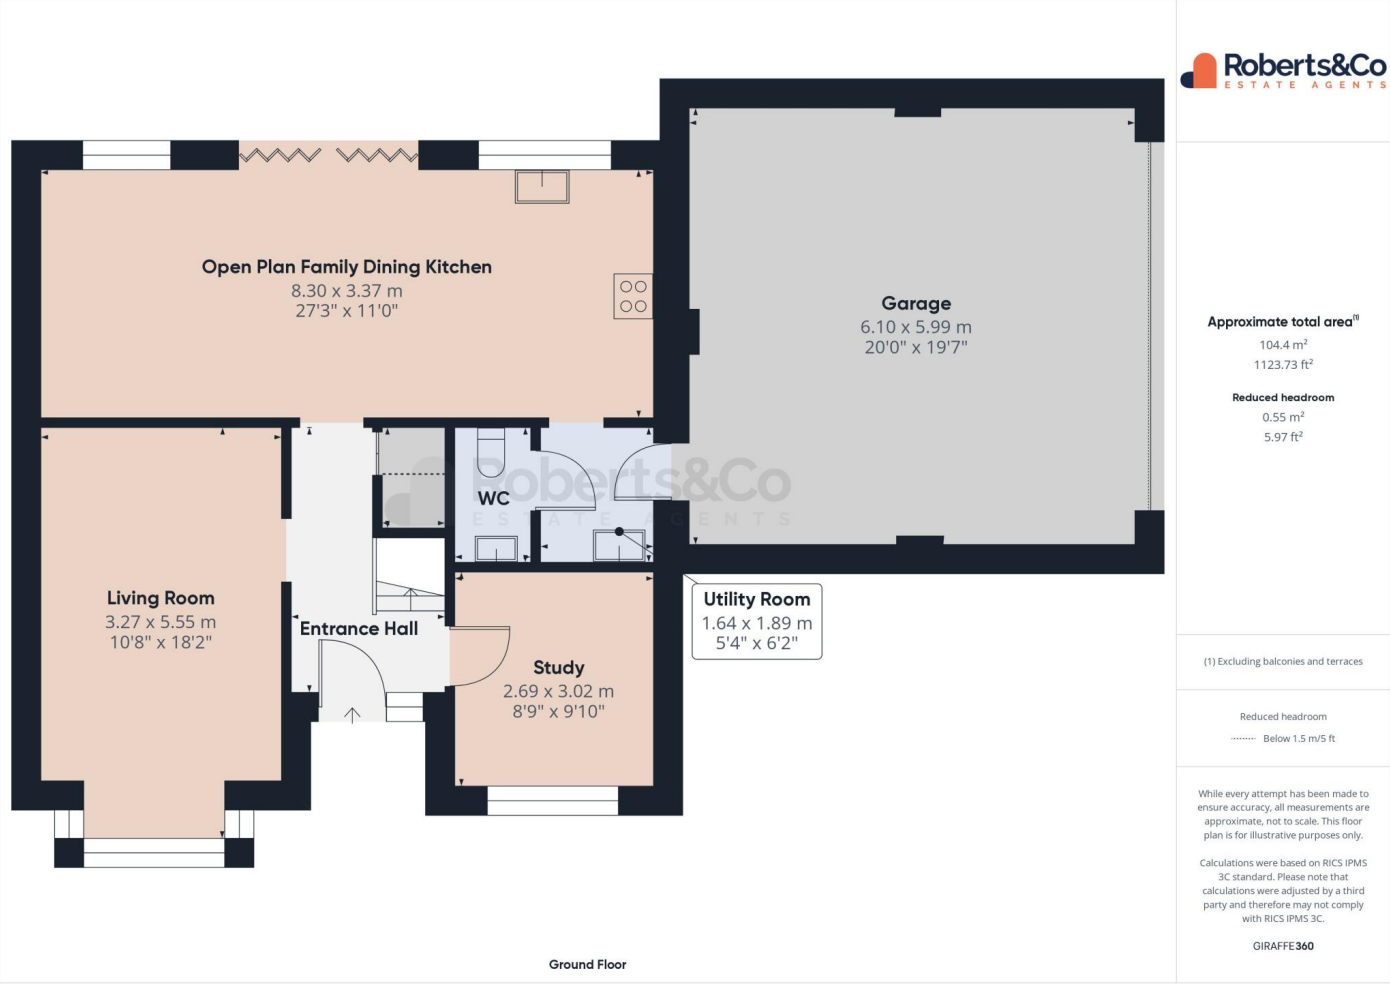 Open Plan Family Dining Kitchen
8.30 x 3.37 m
27'3" x 11'0"
Garage
6.10 x 5.99 m
20'0" x 19'7"
Roberts&Co
ESTATE AGENTS
WC
Living Room
3.27 x 5.55 m
10'8" x 18'2"
Entrance Hall
Utility Room
1.64 x 1.89 m
5'4" x 6'2"
Study
2.69 x 3.02 m
8'9" x 9'10"
Ground Floor
Roberts&Co
ESTATE AGENTS
Approximate total area(1)
104.4 m²
1123.73 ft²
Reduced headroom
0.55 m²
5.97 ft²
(1) Excluding balconies and terraces
Reduced headroom
Below 1.5 m/5 ft
While every attempt has been made to
ensure accuracy, all measurements are
approximate, not to scale. This floor
plan is for illustrative purposes only.
Calculations were based on RICS IPMS
3C standard. Please note that
calculations were adjusted by a third
party and therefore may not comply
with RICS IPMS 3C.
GIRAFFE360